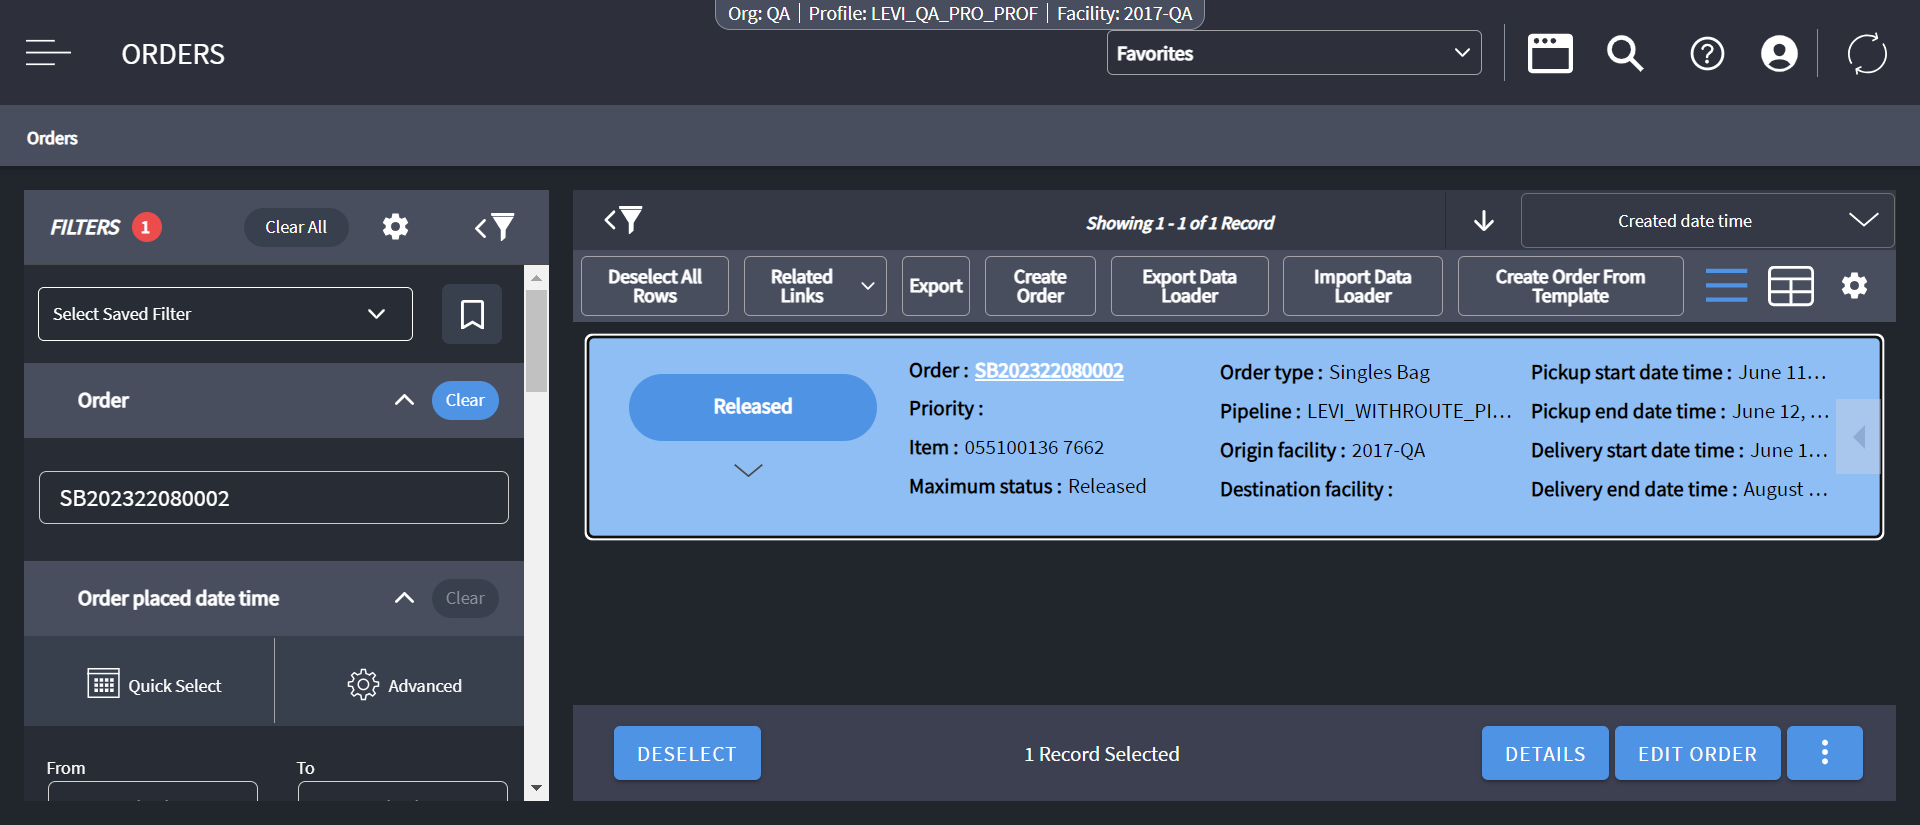 Org: QA | Profile: LEVI_QA_PRO_PROF | Facility: 2017-QA
ORDERS
Favorites
Orders
FILTERS 1
Clear All
Select Saved Filter
Order
Clear
SB202322080002
Order placed date time
Clear
Quick Select
Advanced
From
To
Showing 1 - 1 of 1 Record
Created date time
Deselect All
Rows
Related
Links
Export
Create
Order
Export Data
Loader
Import Data
Loader
Create Order From
Template
Released
Order : SB202322080002
Priority :
Item : 055100136 7662
Maximum status : Released
Order type : Singles Bag
Pipeline : LEVI_WITHROUTE_PI...
Origin facility : 2017-QA
Destination facility :
Pickup start date time : June 11...
Pickup end date time : June 12, ...
Delivery start date time : June 1...
Delivery end date time : August ...
DESELECT
1 Record Selected
DETAILS
EDIT ORDER